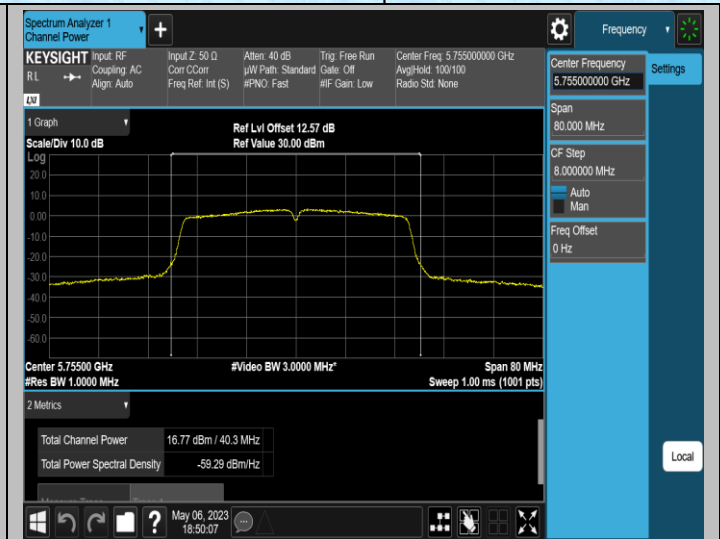 Spectrum Analyzer 1
Channel Power
Frequency
KEYSIGHT
R L
LXI
Input: RF
Coupling: AC
Align: Auto
Input Z: 50 Ω
Corr CCorr
Freq Ref: Int (S)
Atten: 40 dB
µW Path: Standard
#PNO: Fast
Trig: Free Run
Gate: Off
#IF Gain: Low
Center Freq: 5.755000000 GHz
Avg|Hold: 100/100
Radio Std: None
Center Frequency
5.755000000 GHz
Settings
Span
80.000 MHz
CF Step
8.000000 MHz
Auto
Man
Freq Offset
0 Hz
1 Graph
Scale/Div 10.0 dB
Ref Lvl Offset 12.57 dB
Ref Value 30.00 dBm
Log
20.0
10.0
0.00
-10.0
-20.0
-30.0
-40.0
-50.0
-60.0
Center 5.75500 GHz
#Video BW 3.0000 MHz*
Span 80 MHz
#Res BW 1.0000 MHz
Sweep 1.00 ms (1001 pts)
2 Metrics
Total Channel Power 16.77 dBm / 40.3 MHz
Total Power Spectral Density -59.29 dBm/Hz
Local
?
May 06, 2023
18:50:07